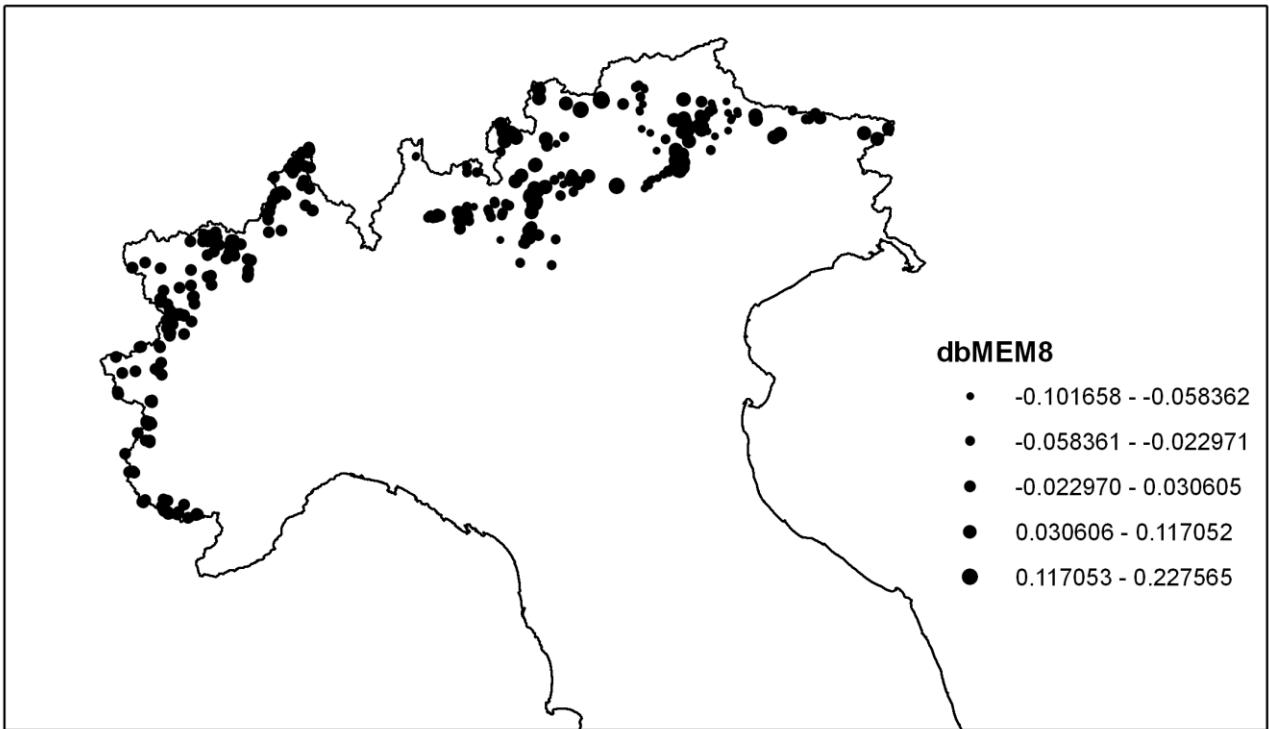 dbMEM8
-0.101658 - -0.058362
-0.058361 - -0.022971
-0.022970 - 0.030605
0.030606 - 0.117052
0.117053 - 0.227565